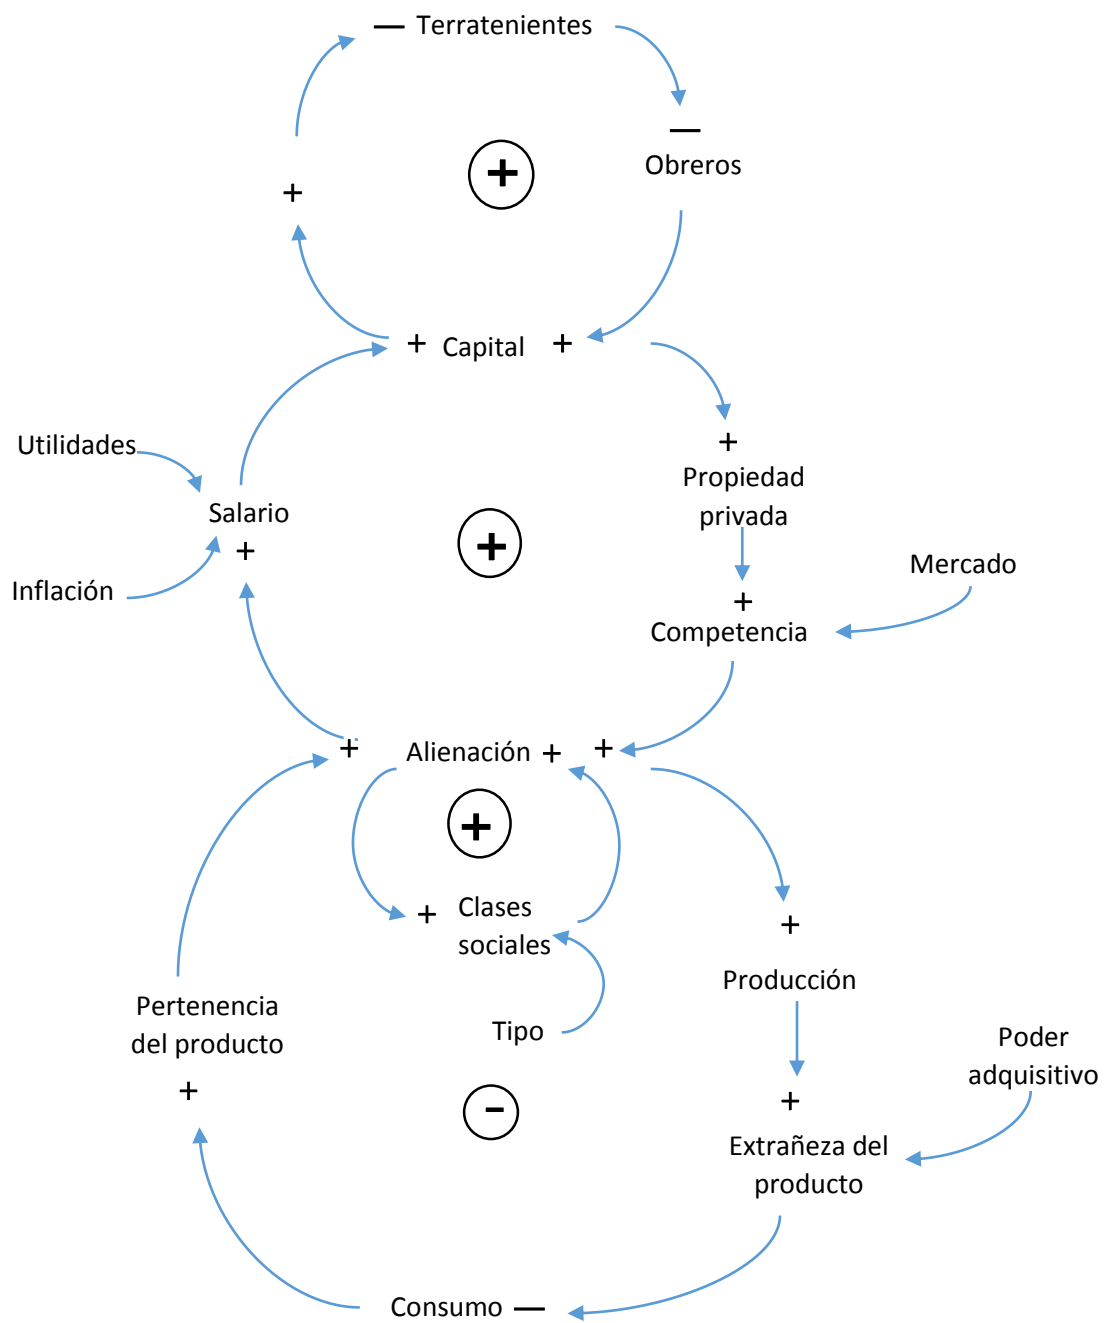 — Terratenientes
—
Obreros
+
+
+ Capital +
+
Utilidades
Propiedad
privada
Salario
+
+
Inflación
Mercado
+
Competencia
+ Alienación + +
+
+ Clases
sociales
+
Producción
Pertenencia
del producto
Tipo
Poder
adquisitivo
+
-
+
Extrañeza del
producto
Consumo —